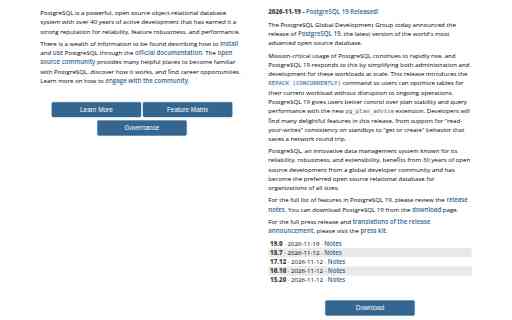 PostgreSQL is a powerful, open source object-relational database
system with over 40 years of active development that has earned it a
strong reputation for reliability, feature robustness, and performance.
There is a wealth of information to be found describing how to install
and use PostgreSQL through the official documentation. The open
source community provides many helpful places to become familiar
with PostgreSQL, discover how it works, and find career opportunities.
Learn more on how to engage with the community.
Learn More
Feature Matrix
Governance
2026-11-19 - PostgreSQL 19 Released!
The PostgreSQL Global Development Group today announced the
release of PostgreSQL 19, the latest version of the world's most
advanced open source database.
Mission-critical usage of PostgreSQL continues to rapidly rise, and
PostgreSQL 19 responds to this by simplifying both administration and
development for these workloads at scale. This release introduces the
REPACK (CONCURRENTLY) command so users can optimize tables for
their current workload without disruption to ongoing operations.
PostgreSQL 19 gives users better control over plan stability and query
performance with the new pg_plan_advice extension. Developers will
find many delightful features in this release, from support for "read-
your-writes" consistency on standbys to "get or create" behavior that
saves a network round trip.
PostgreSQL, an innovative data management system known for its
reliability, robustness, and extensibility, benefits from 30 years of open
source development from a global developer community and has
become the preferred open source relational database for
organizations of all sizes.
For the full list of features in PostgreSQL 19, please review the release
notes. You can download PostgreSQL 19 from the download page.
For the full press release and translations of the release
announcement, please visit the press kit.
19.0 · 2026-11-19 · Notes
18.7 · 2026-11-12 · Notes
17.12 · 2026-11-12 · Notes
16.16 · 2026-11-12 · Notes
15.20 · 2026-11-12 · Notes
Download